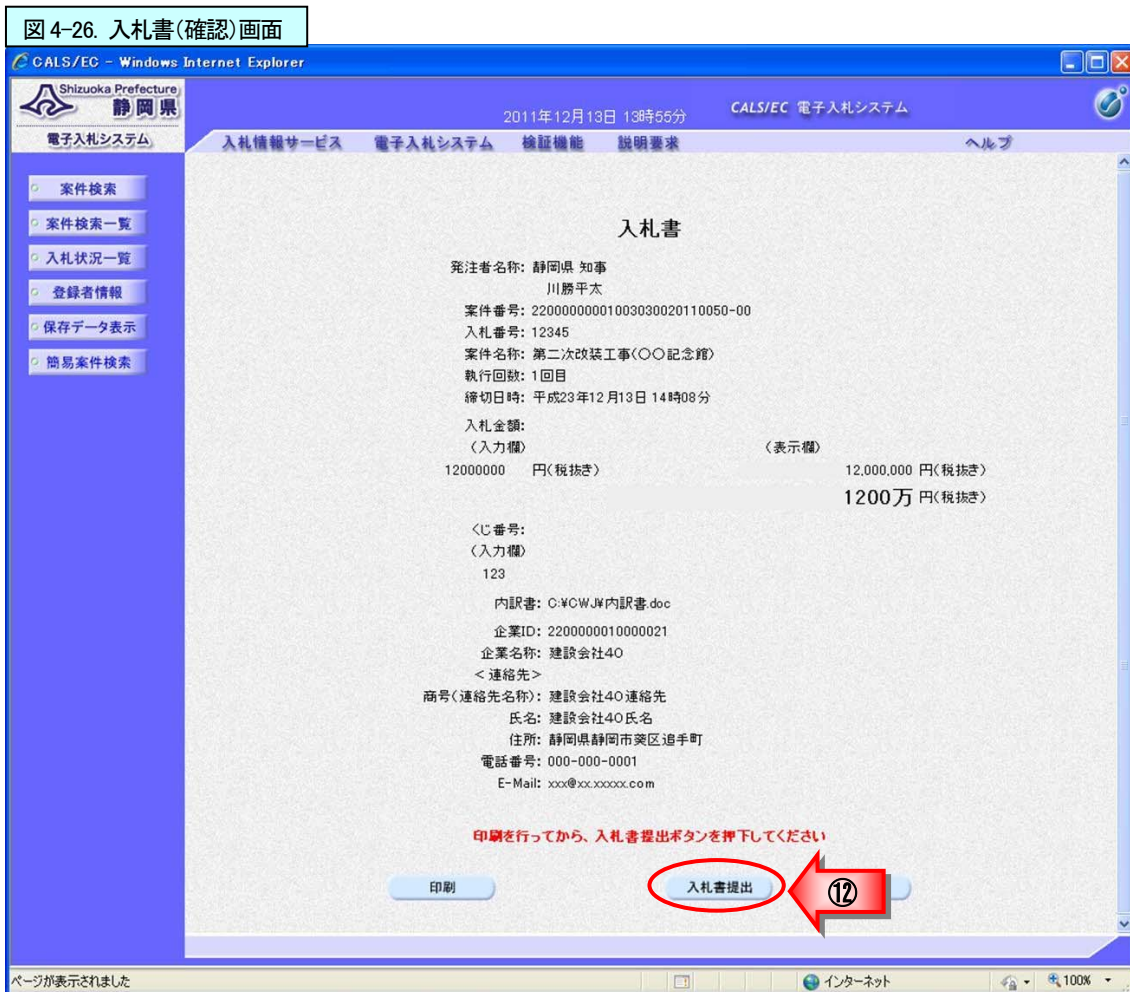 図 4-26. 入札書(確認)画面
CALS/EC - Windows Internet Explorer
Shizuoka Prefecture
静岡県
電子入札システム
2011年12月13日 13時55分
CALS/EC 電子入札システム
入札情報サービス 電子入札システム 検証機能 説明要求 ヘルプ
案件検索
案件検索一覧
入札状況一覧
登録者情報
保存データ表示
簡易案件検索
入札書
発注者名称: 静岡県 知事
川勝平太
案件番号: 2200000000100303002011​0050-00
入札番号: 12345
案件名称: 第二次改装工事(〇〇記念館)
執行回数: 1回目
締切日時: 平成23年12月13日 14時08分
入札金額:
(入力欄) (表示欄)
12000000 円(税抜き) 12,000,000 円(税抜き)
1200万 円(税抜き)
くじ番号:
(入力欄)
123
内訳書: C:¥CWJ¥内訳書.doc
企業ID: 2200000010000021
企業名称: 建設会社40
<連絡先>
商号(連絡先名称): 建設会社40連絡先
氏名: 建設会社40氏名
住所: 静岡県静岡市葵区追手町
電話番号: 000-000-0001
E-Mail: xxx@xx.xxxxx.com
印刷を行ってから、入札書提出ボタンを押下してください
印刷 入札書提出 ⑫
ページが表示されました インターネット 100%